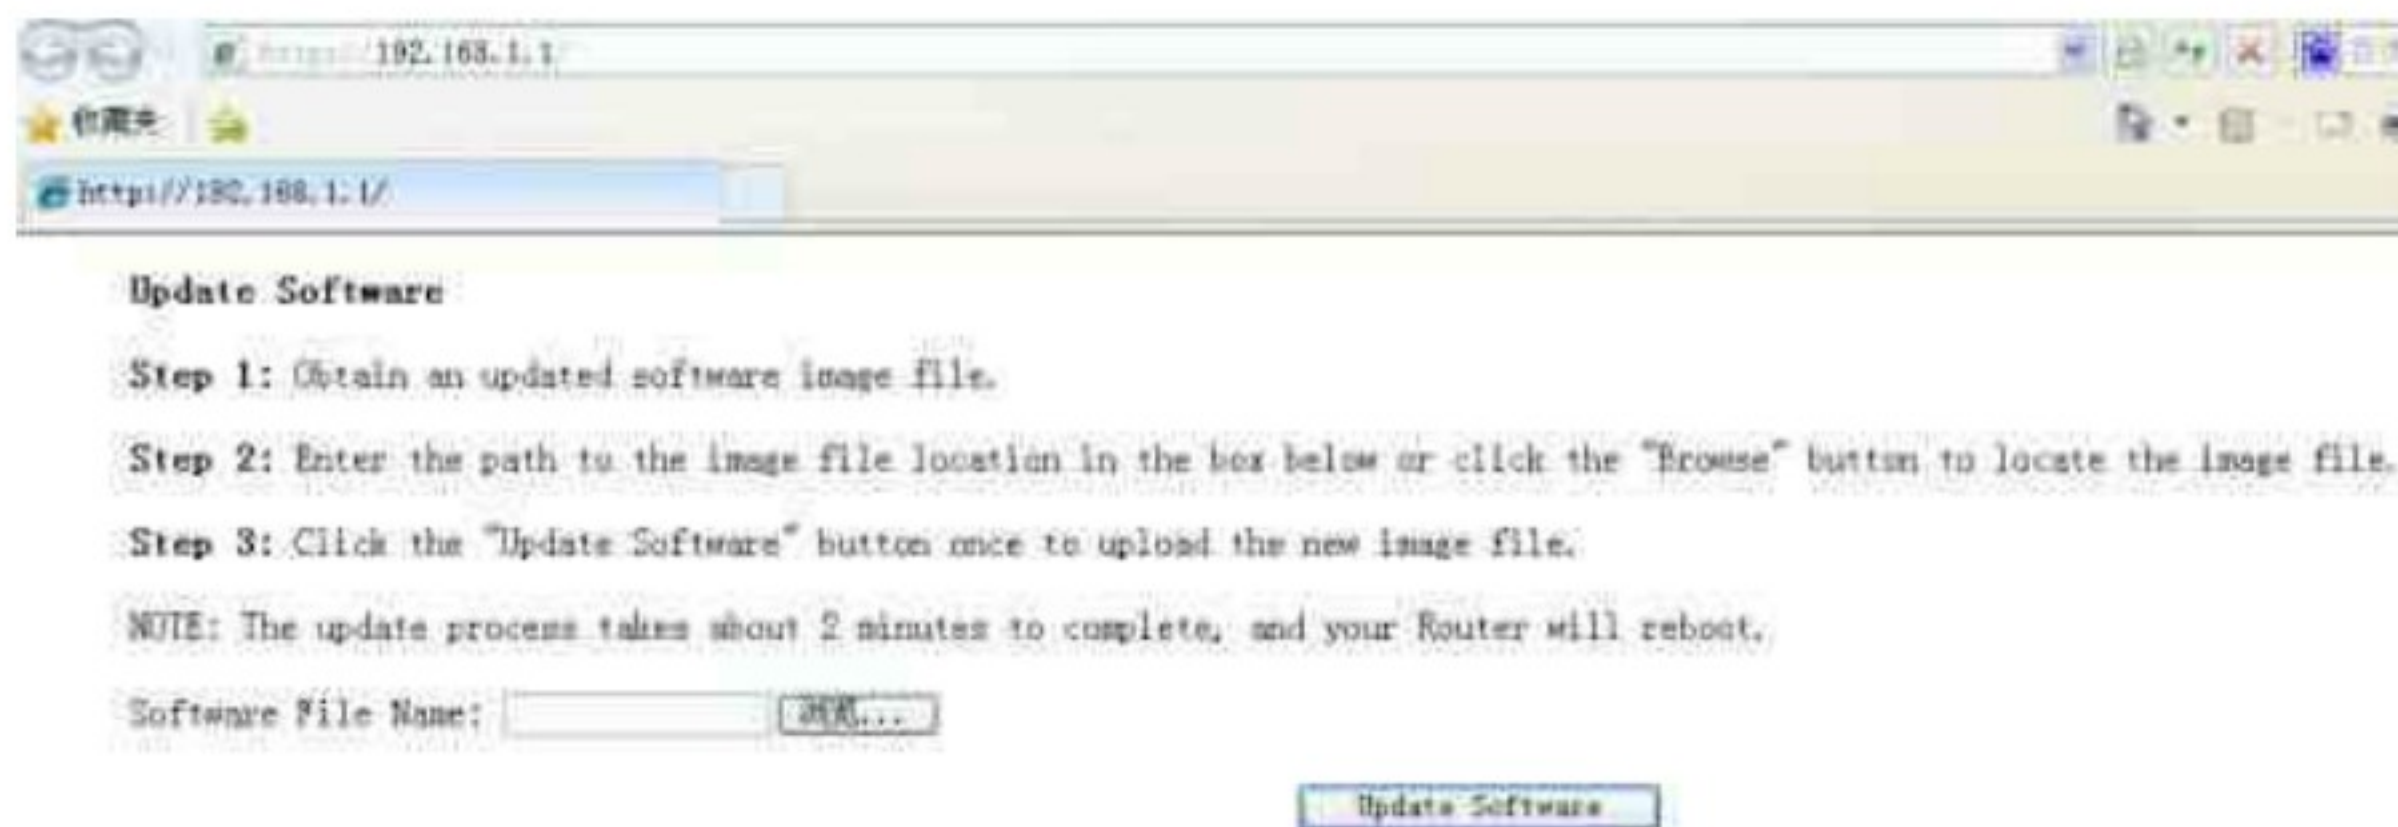 192.168.1.1
收藏夹
http://192.168.1.1/
Update Software
Step 1: Obtain an updated software image file.
Step 2: Enter the path to the image file location in the box below or click the "Browse" button to locate the image file.
Step 3: Click the "Update Software" button once to upload the new image file.
NOTE: The update process takes about 2 minutes to complete, and your Router will reboot.
Software File Name: 浏览...
Update Software